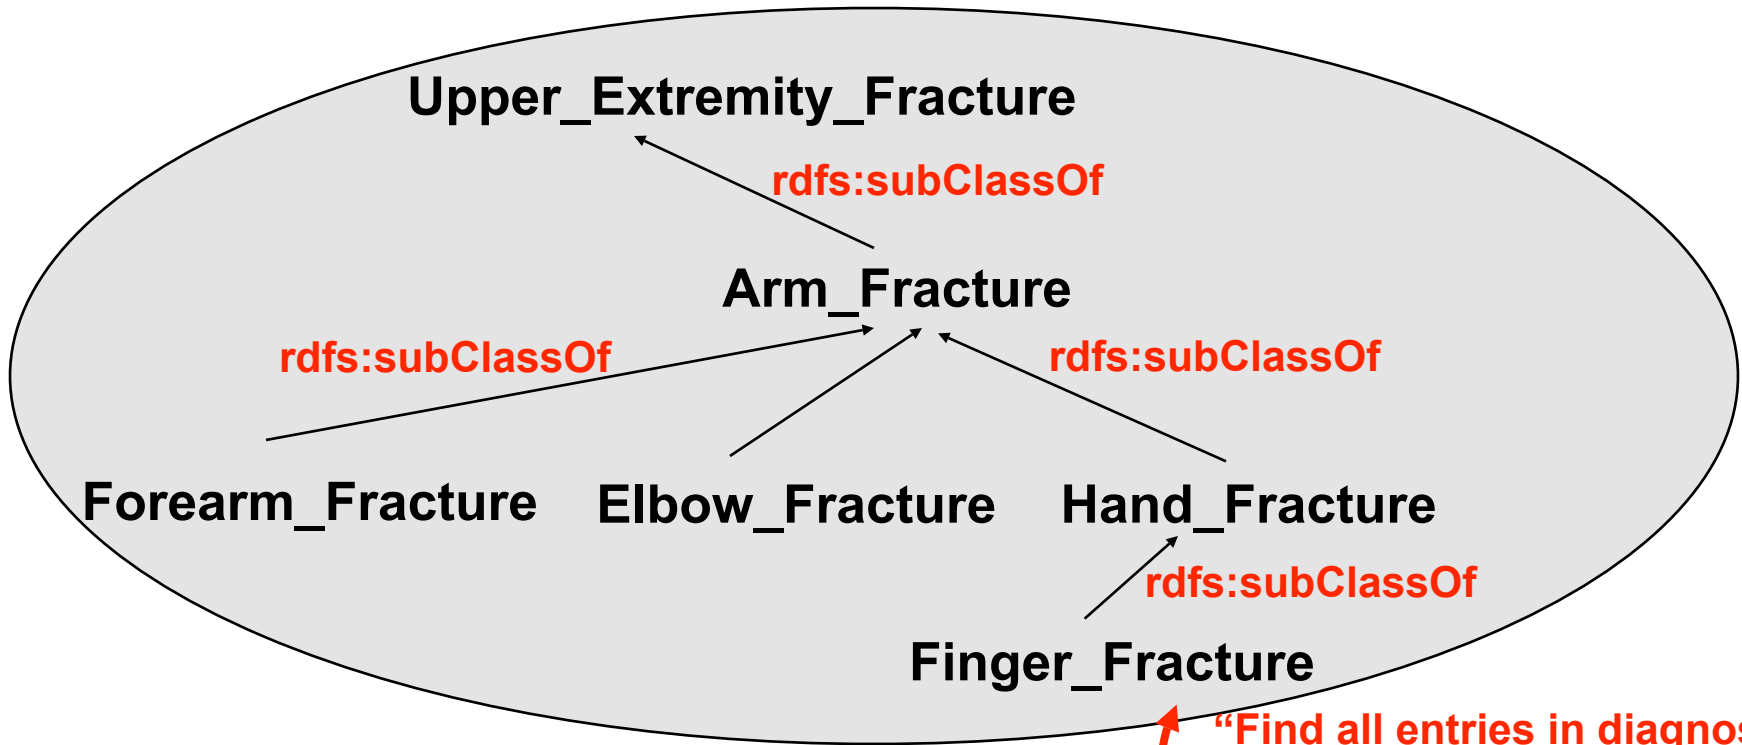 Upper_Extremity_Fracture
rdfs:subClassOf
Arm_Fracture
rdfs:subClassOf
rdfs:subClassOf
Forearm_Fracture
Elbow_Fracture
Hand_Fracture
rdfs:subClassOf
Finger_Fracture
“Find all entries in